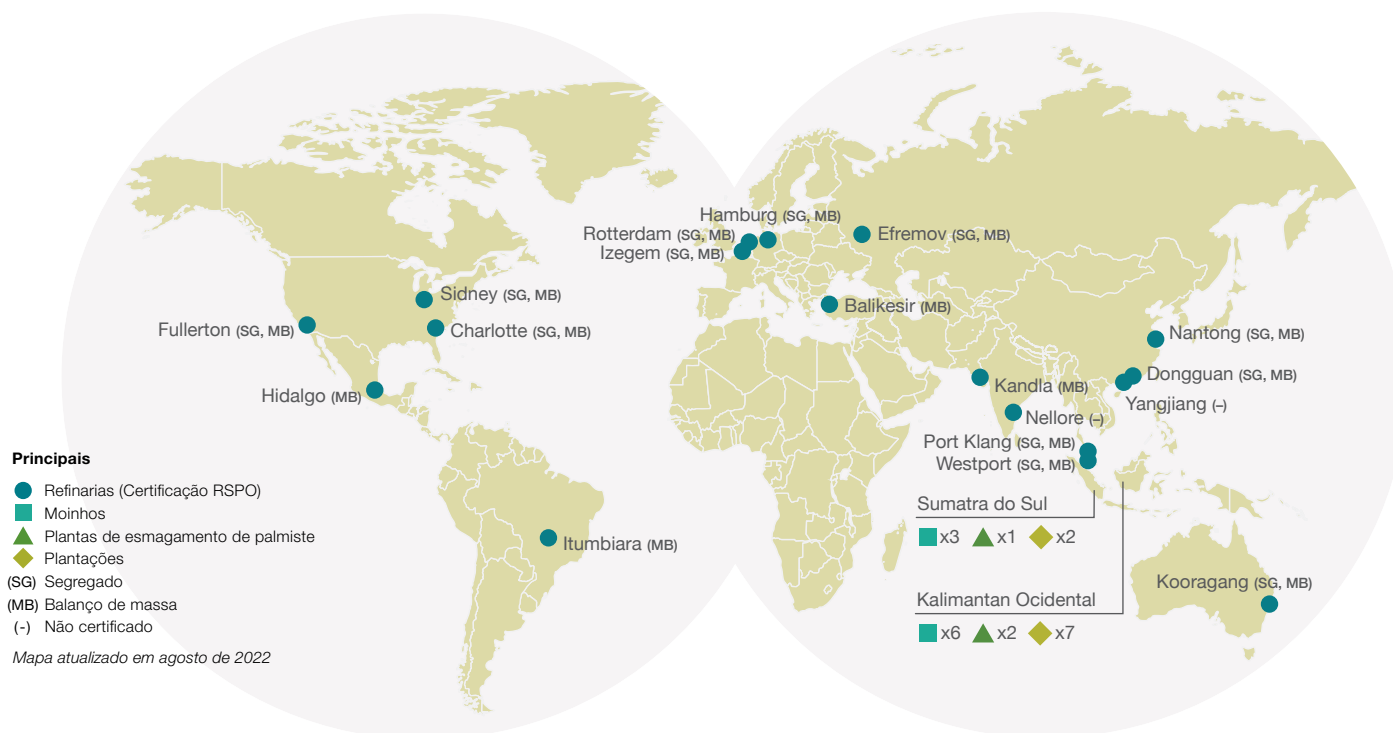 Hamburg (SG, MB)
Rotterdam (SG, MB)
Izegem (SG, MB)
Efremov (SG, MB)
Sidney (SG, MB)
Balikesir (MB)
Fullerton (SG, MB)
Charlotte (SG, MB)
Nantong (SG, MB)
Hidalgo (MB)
Kandla (MB)
Dongguan (SG, MB)
Yangjiang (–)
Nellore (–)
Port Klang (SG, MB)
Westport (SG, MB)
Sumatra do Sul
x3 x1 x2
Itumbiara (MB)
Kooragang (SG, MB)
Kalimantan Ocidental
x6 x2 x7
Principais
Refinarias (Certificação RSPO)
Moinhos
Plantas de esmagamento de palmiste
Plantações
(SG) Segregado
(MB) Balanço de massa
(-) Não certificado
Mapa atualizado em agosto de 2022